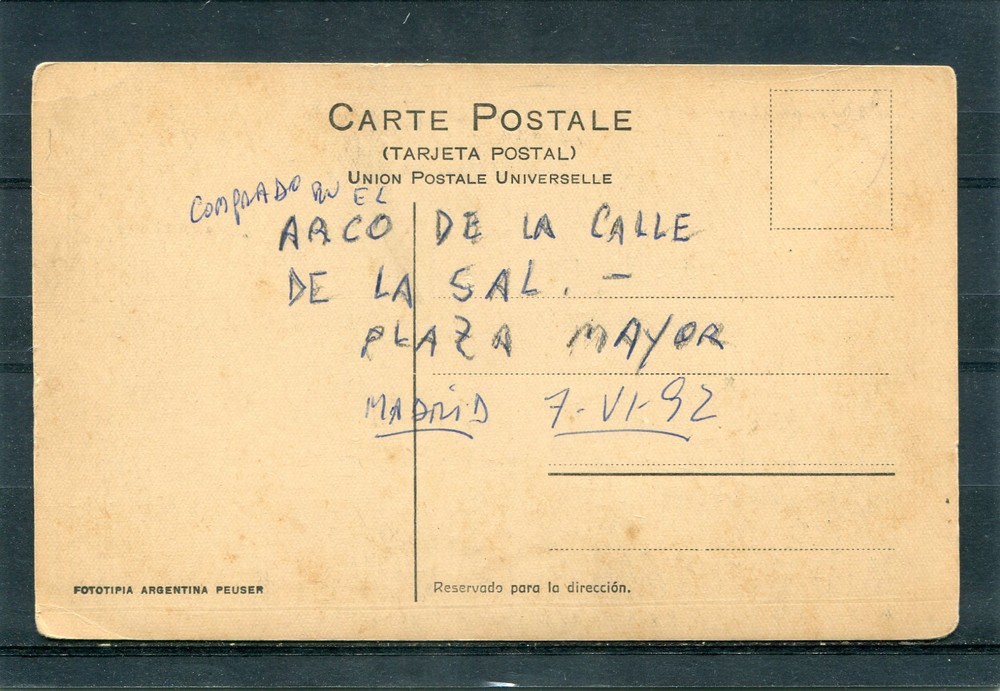 CARTE POSTALE
(TARJETA POSTAL)
UNION POSTALE UNIVERSELLE
COMPRADO EN EL
ARCO DE LA CALLE
DE LA SAL. -
PLAZA MAYOR
MADRID 7-VI-92
FOTOTIPIA ARGENTINA PEUSER
Reservado para la dirección.